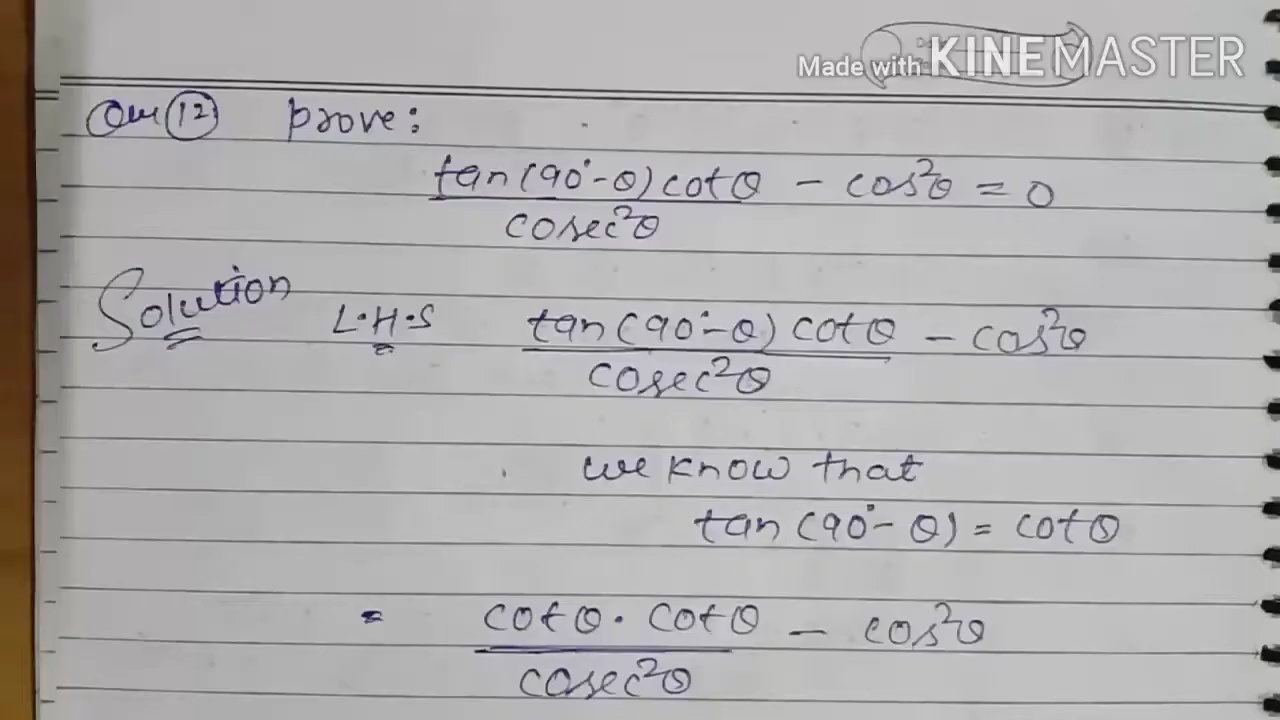 Made with KINEMASTER
Que 12 Prove:
tan(90°-θ)cotθ - cos²θ = 0
cosec²θ
Solution L.H.S tan(90°-θ)cotθ - cos²θ
cosec²θ
we know that
tan(90°-θ) = cotθ
= cotθ. cotθ - cos²θ
cosec²θ